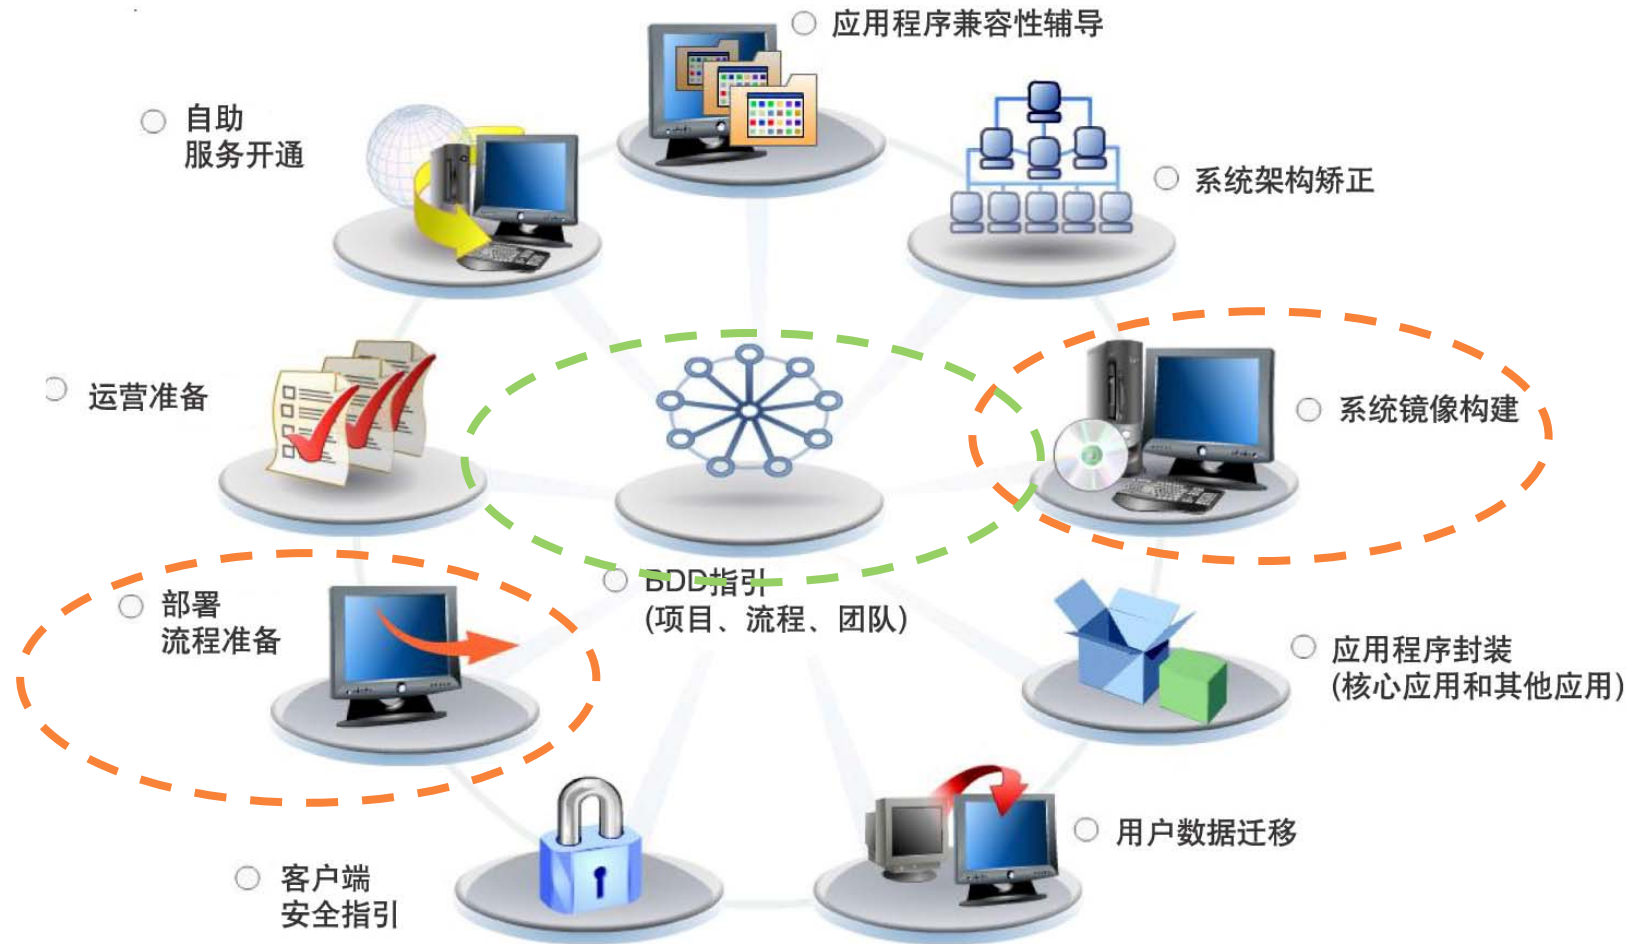 应用程序兼容性辅导
自助
服务开通
系统架构矫正
运营准备
系统镜像构建
BDD指引
(项目、流程、团队)
部署
流程准备
应用程序封装
(核心应用和其他应用)
用户数据迁移
客户端
安全指引